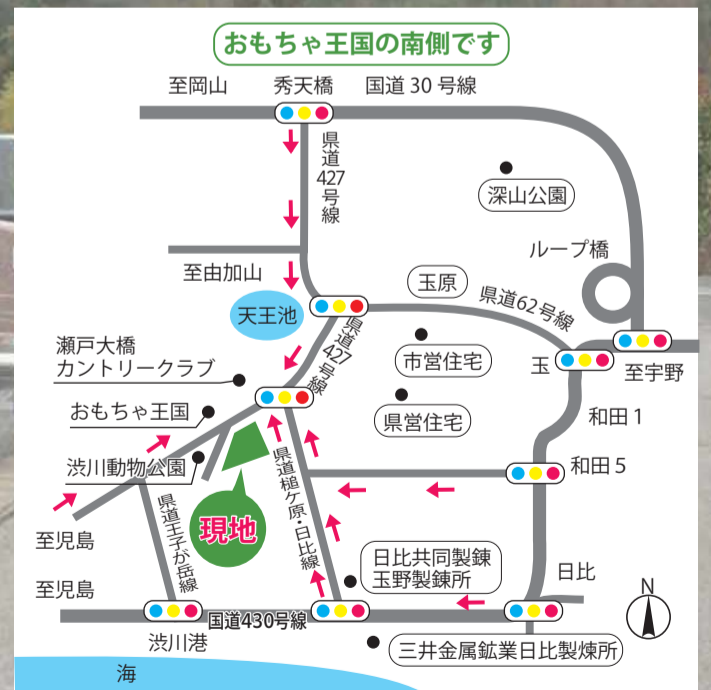 おもちゃ王国の南側です
至岡山
秀天橋
国道30号線
県道427号線
深山公園
ループ橋
至由加山
玉原
県道62号線
天王池
県道427号線
瀬戸大橋
カントリークラブ
市営住宅
玉
至宇野
おもちゃ王国
県営住宅
和田1
渋川動物公園
県道槌ケ原・日比線
和田5
県道王子が岳線
現地
至児島
日比共同製錬
玉野製錬所
日比
至児島
国道430号線
N
渋川港
三井金属鉱業日比製煉所
海